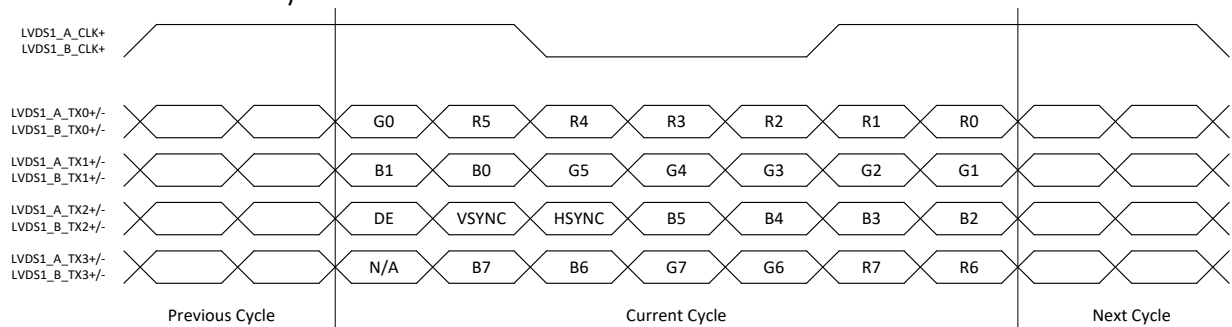 LVDS1_A_CLK+
LVDS1_B_CLK+
LVDS1_A_TX0+/-
LVDS1_B_TX0+/-
G0 R5 R4 R3 R2 R1 R0
LVDS1_A_TX1+/-
LVDS1_B_TX1+/-
B1 B0 G5 G4 G3 G2 G1
LVDS1_A_TX2+/-
LVDS1_B_TX2+/-
DE VSYNC HSYNC B5 B4 B3 B2
LVDS1_A_TX3+/-
LVDS1_B_TX3+/-
N/A B7 B6 G7 G6 R7 R6
Previous Cycle Current Cycle Next Cycle